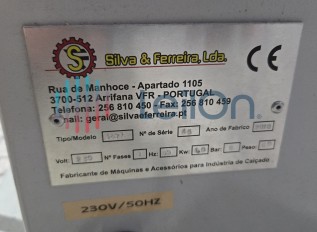 Silva & Ferreira, Lda.
CE
Rua de Manhoce - Apartado 1105
3700-512 Arrifana VFR - PORTUGAL
Telefona: 256 810 450 - Fax: 256 810 459
Email: geral@silvaeferreira.pt
Tipo/Modelo Nº de Série Ano de Fabrico
Volt Nº Fases Hz Kw Bar Peso
Fabricante de Máquinas e Acessórios para Indústria de Calçado
230V/50HZ